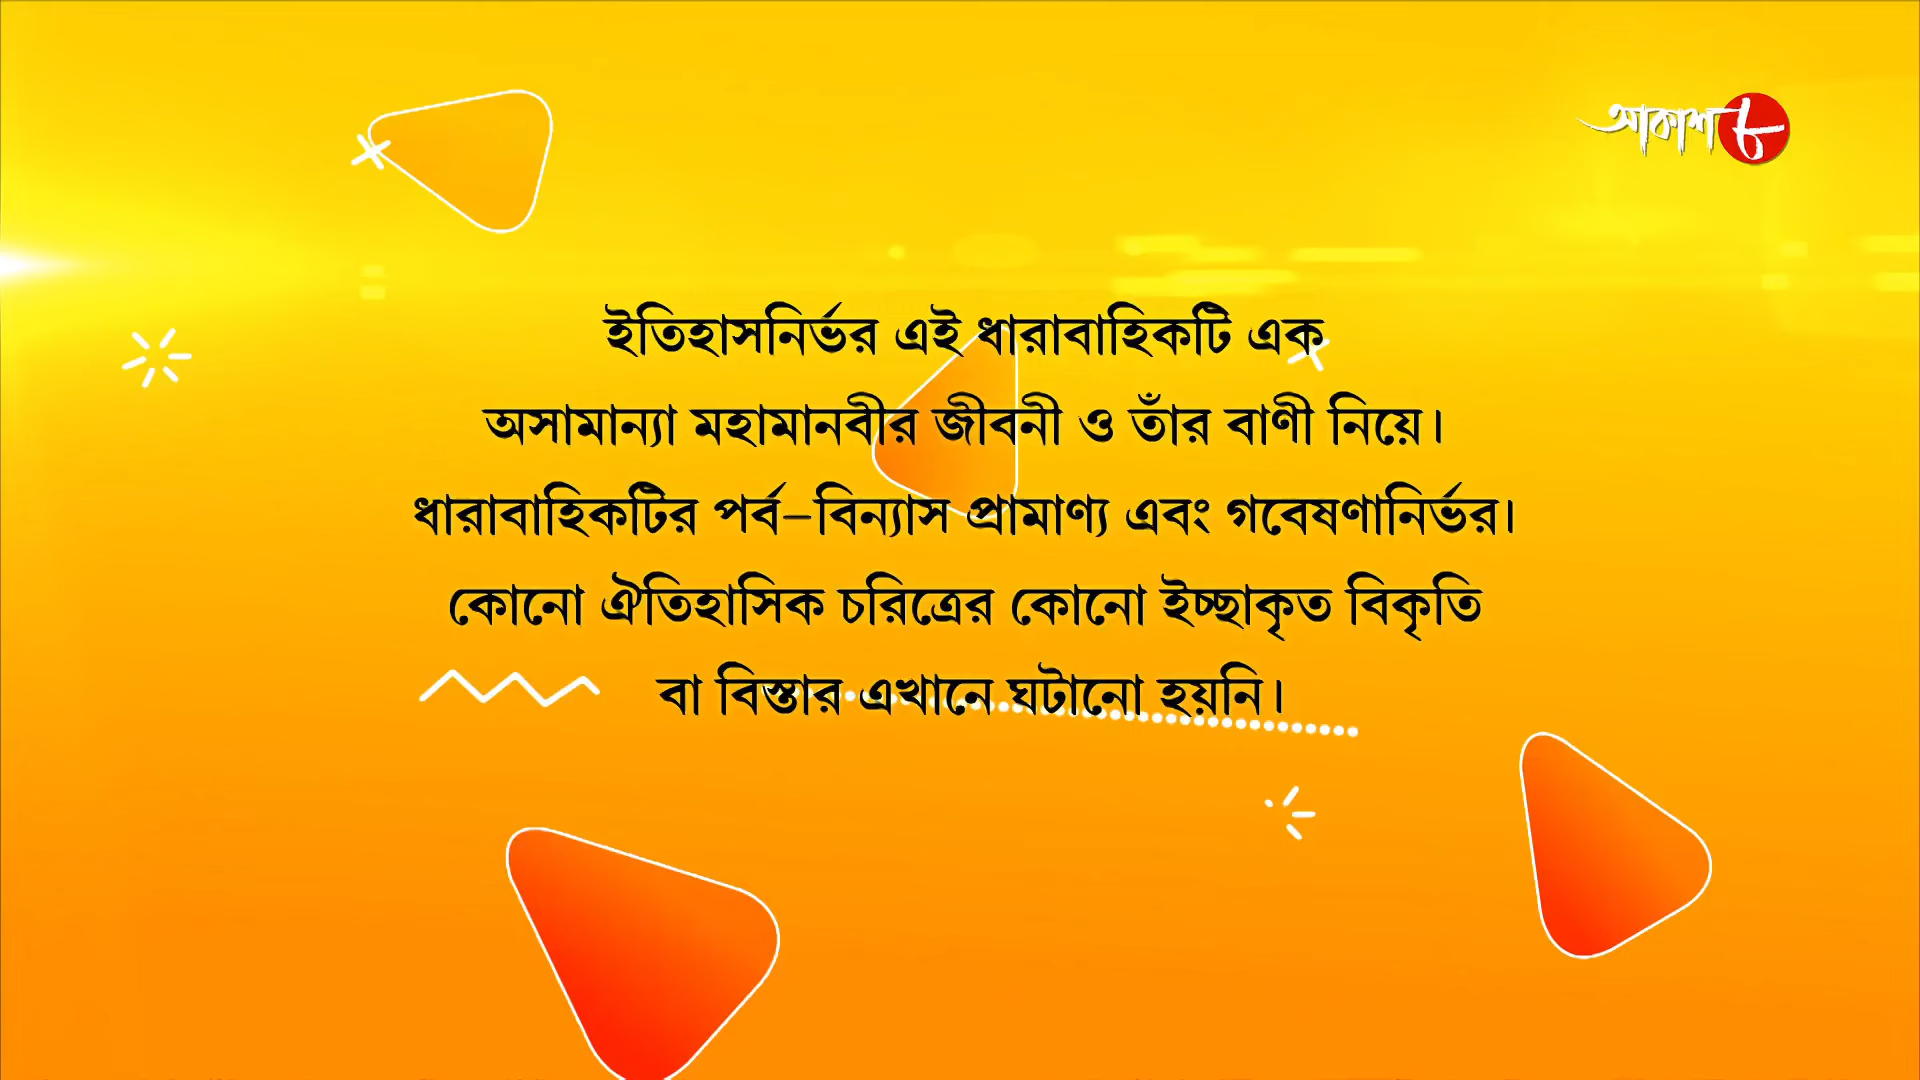 আকাশ ৮
ইতিহাসনির্ভর এই ধারাবাহিকটি এক
অসামান্যা মহামানবীর জীবনী ও তাঁর বাণী নিয়ে।
ধারাবাহিকটির পর্ব–বিন্যাস প্রামাণ্য এবং গবেষণানির্ভর।
কোনো ঐতিহাসিক চরিত্রের কোনো ইচ্ছাকৃত বিকৃতি
বা বিস্তার এখানে ঘটানো হয়নি।